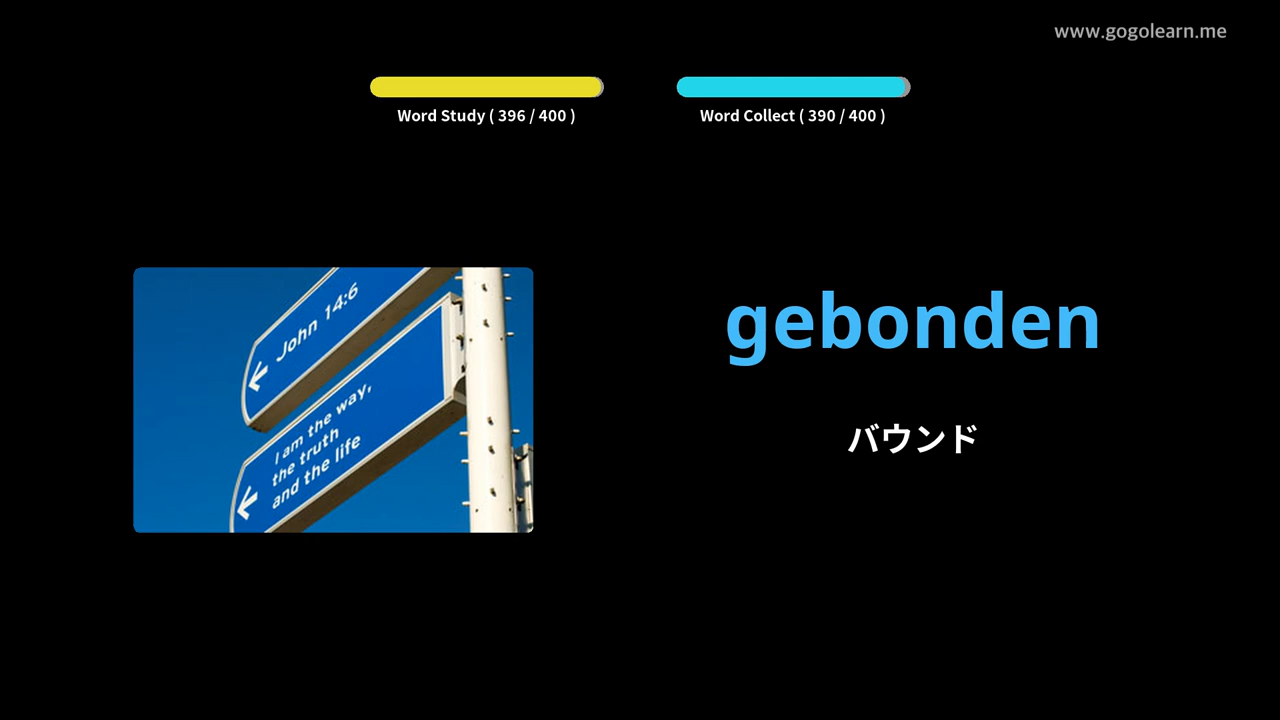 www.gogolearn.me
Word Study ( 396 / 400 )
Word Collect ( 390 / 400 )
John 14:6
I am the way,
the truth
and the life
gebonden
バウンド